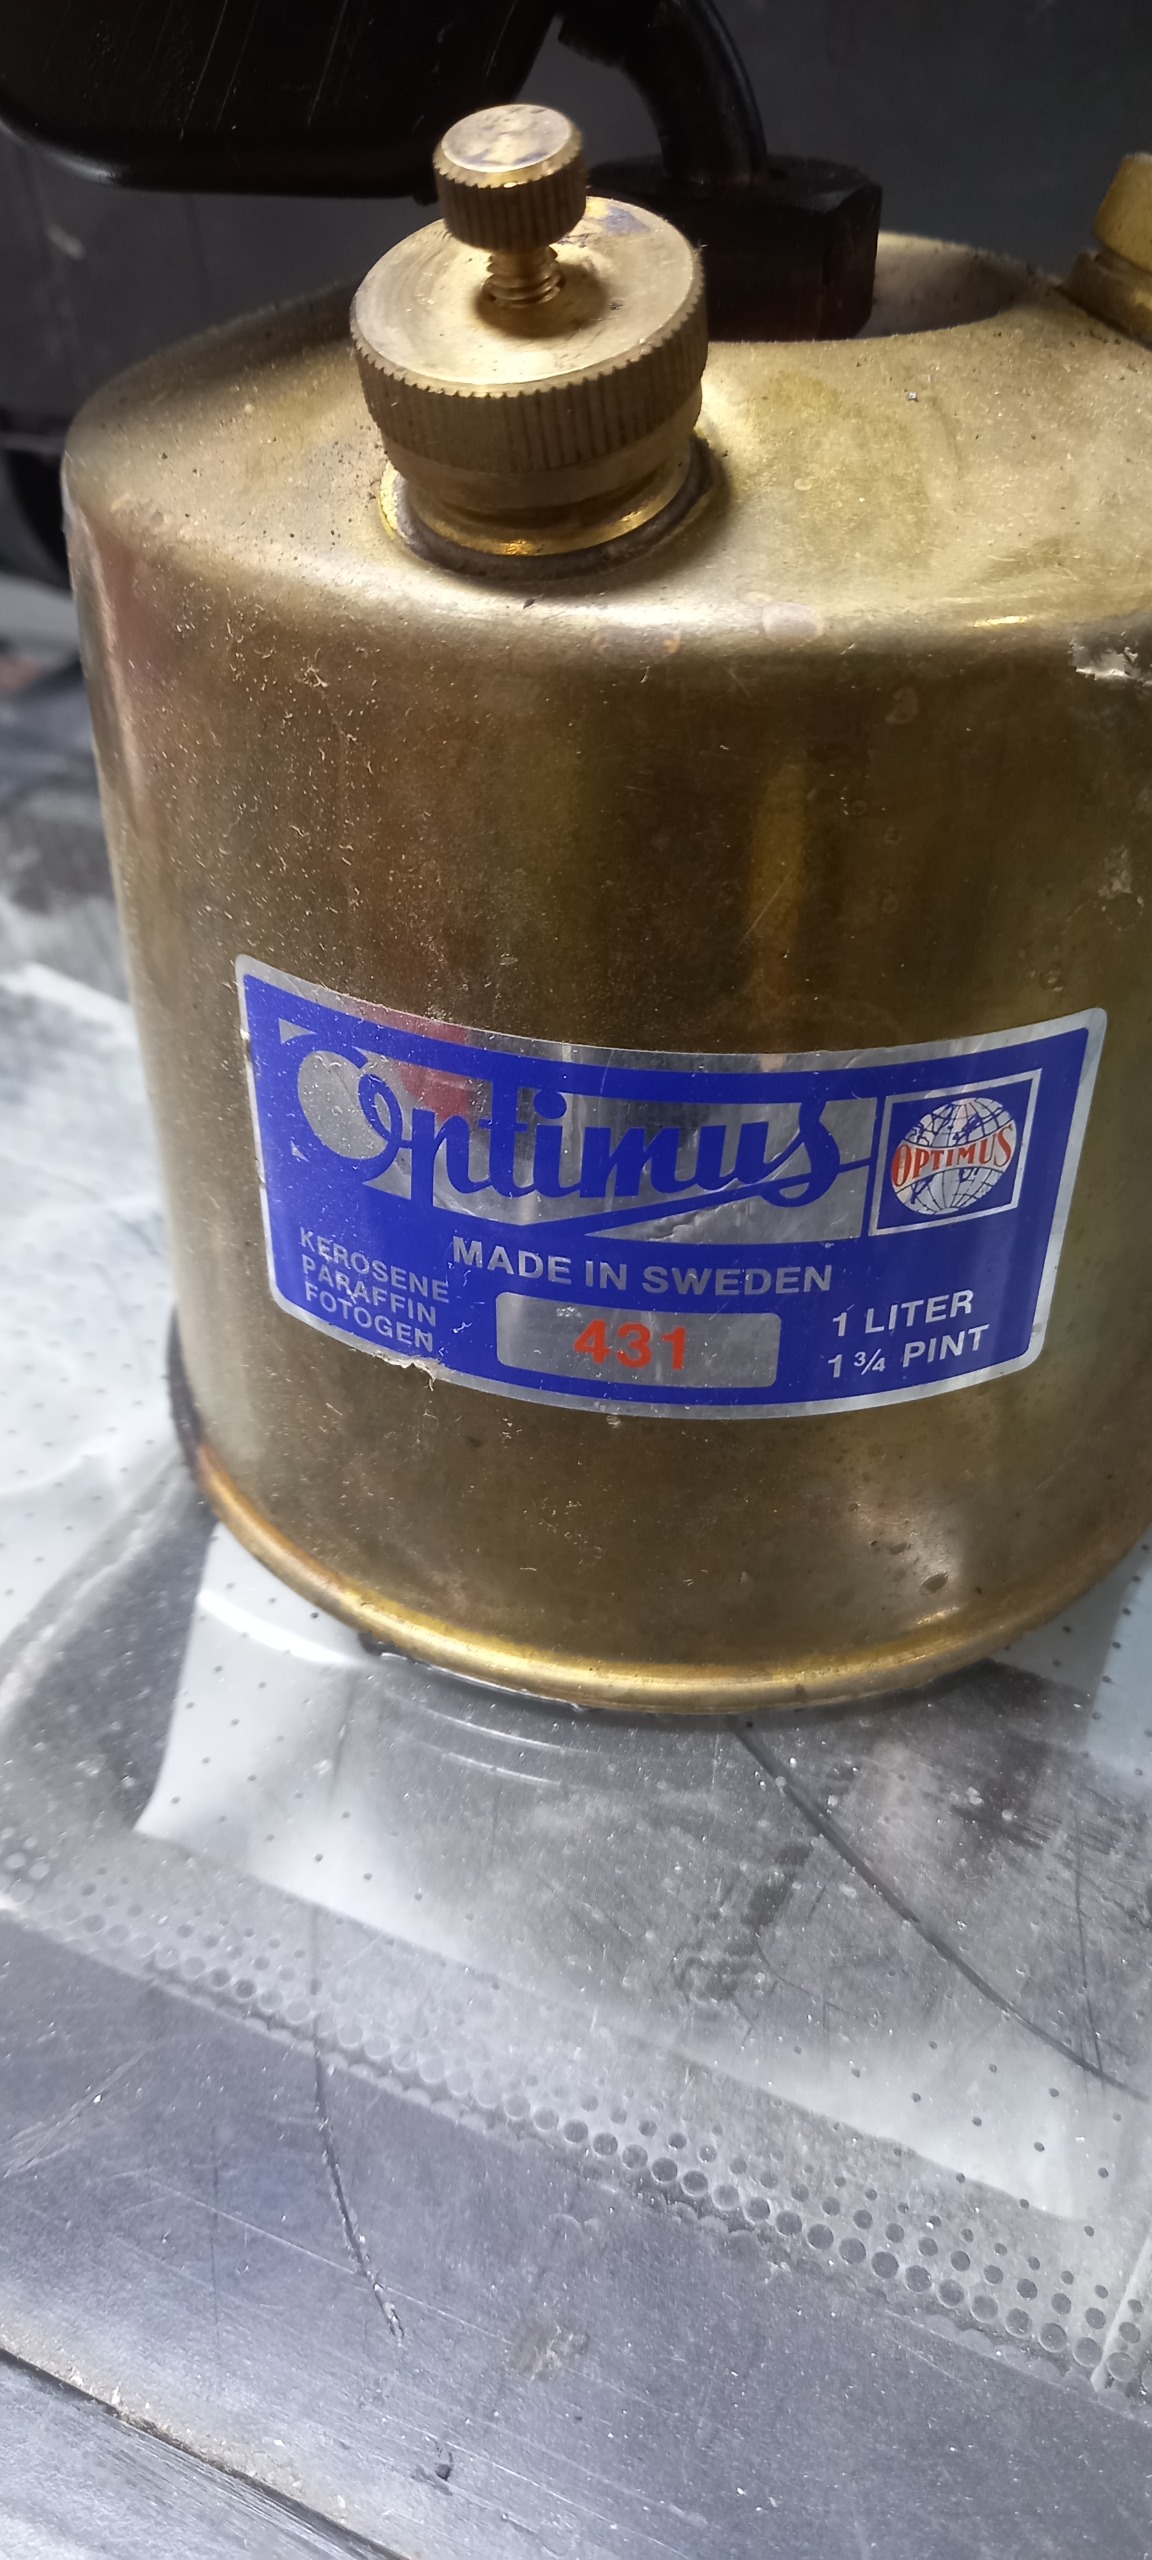 Optimus
OPTIMUS
MADE IN SWEDEN
KEROSENE
PARAFFIN
FOTOGEN
431
1 LITER
1 3/4 PINT